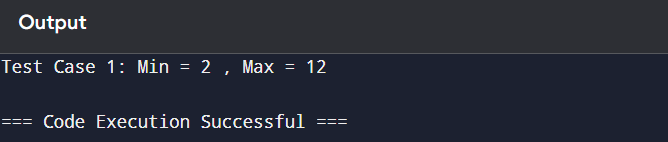 Output
Test Case 1: Min = 2 , Max = 12
=== Code Execution Successful ===